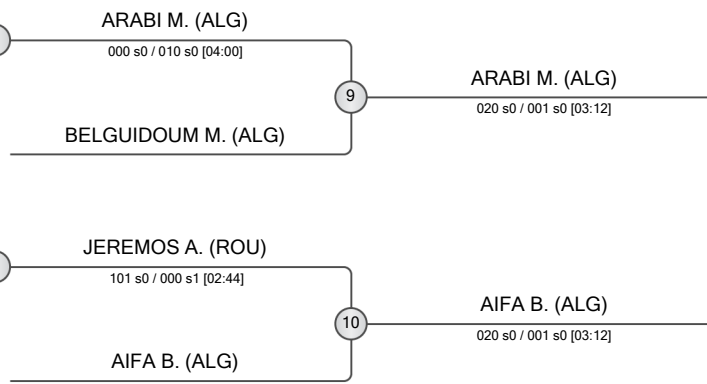 ARABI M. (ALG)
000 s0 / 010 s0 [04:00]
9
ARABI M. (ALG)
020 s0 / 001 s0 [03:12]
BELGUIDOUM M. (ALG)
JEREMOS A. (ROU)
101 s0 / 000 s1 [02:44]
10
AIFA B. (ALG)
020 s0 / 001 s0 [03:12]
AIFA B. (ALG)